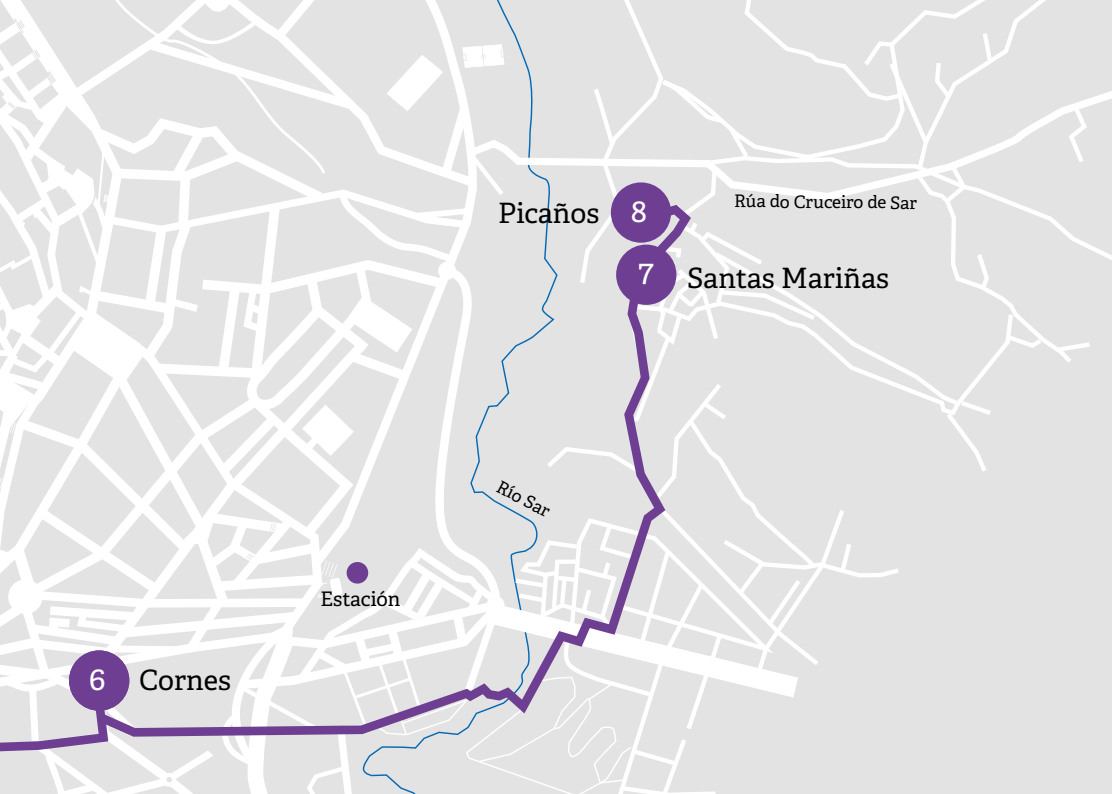 Rúa do Cruceiro de Sar
Picaños 8
7 Santas Mariñas
Río Sar
Estación
6 Cornes